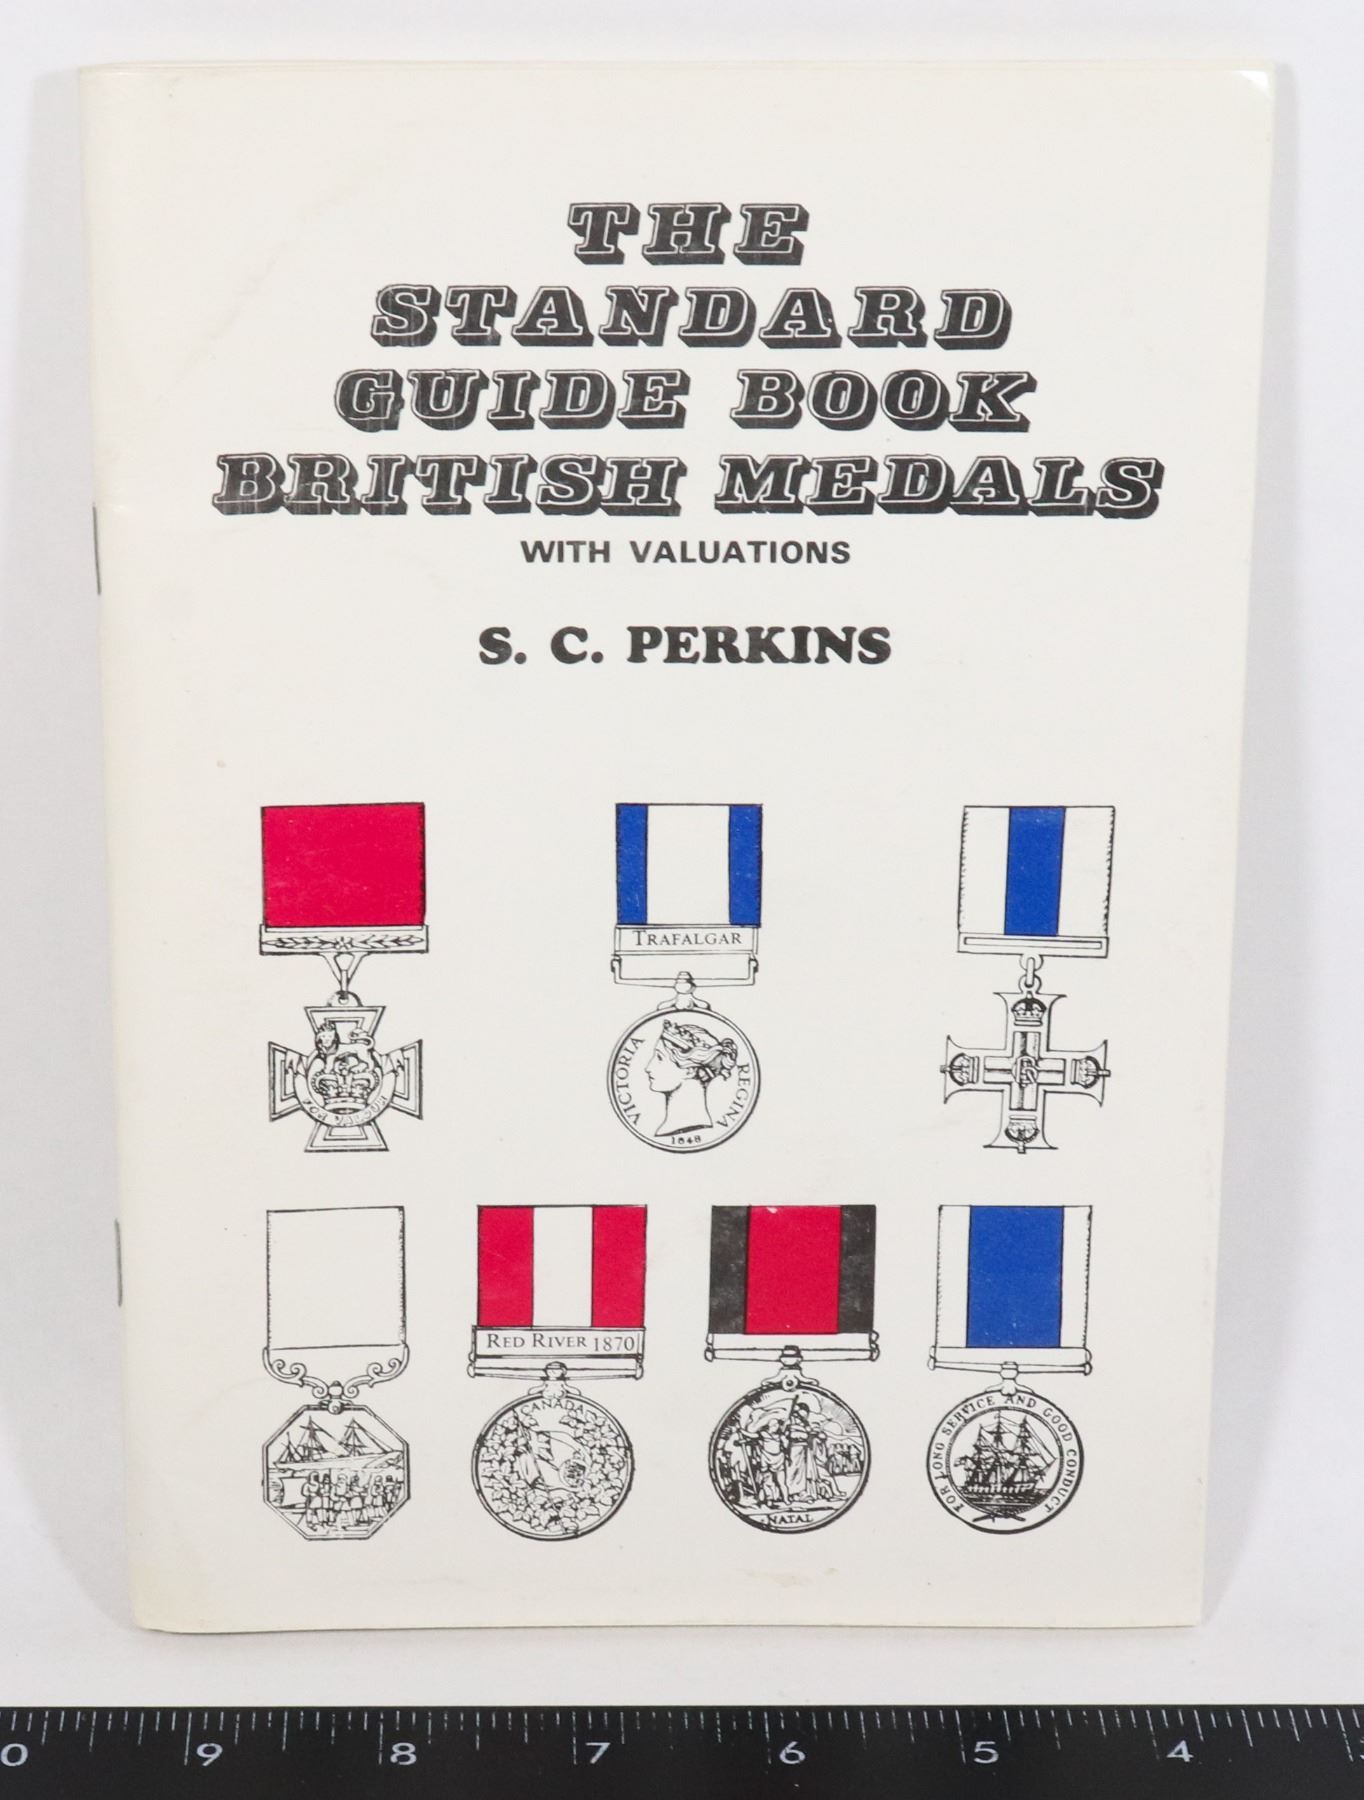 THE
STANDARD
GUIDE BOOK
BRITISH MEDALS
WITH VALUATIONS
S. C. PERKINS
TRAFALGAR
VICTORIA REGINA
1848
RED RIVER 1870
CANADA
NATAL
FOR LONG SERVICE AND GOOD CONDUCT
9 8 7 6 5 4